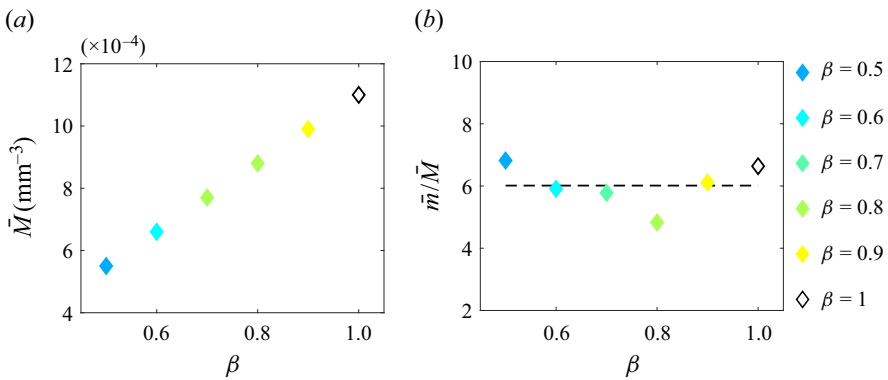 (a)
(×10⁻⁴)
12
10
8
6
4
0.6 0.8 1.0
β
M̄ (mm⁻³)
(b)
10
8
6
4
2
0.6 0.8 1.0
β
m̄/M̄
β = 0.5
β = 0.6
β = 0.7
β = 0.8
β = 0.9
β = 1